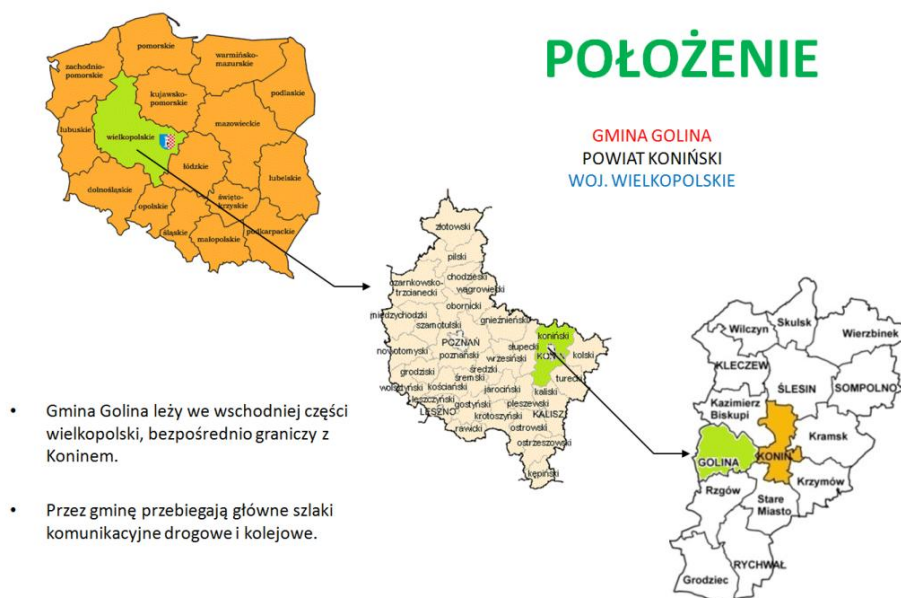 POŁOŻENIE
GMINA GOLINA
POWIAT KONIŃSKI
WOJ. WIELKOPOLSKIE
pomorskie
zachodnio-
pomorskie
warmińsko-
mazurskie
kujawsko-
pomorskie
podlaskie
mazowieckie
lubuskie
wielkopolskie
łódzkie
lubelskie
dolnośląskie
opolskie
święto-
krzyskie
śląskie
małopolskie
podkarpackie
złotowski
pilski
chodzieski
czarnkowsko-
trzcianecki
wągrowiecki
obornicki
międzychodzki
szamotulski
gnieźnieński
koniński
POZNAŃ
słupecki
nowotomyski
poznański
wrzesiński
kolski
grodziski
średzki
śremski
turecki
wolsztyński
kościański
jarociński
kaliski
leszczyński
gostyński
pleszewski
LESZNO
krotoszyński
KALISZ
rawicki
ostrowski
ostrzeszowski
kępiński
Wilczyn
Skulsk
Wierzbinek
KLECZEW
ŚLESIN
SOMPOLNO
Kazimierz
Biskupi
Kramsk
GOLINA
KONIN
Rzgów
Krzymów
Stare
Miasto
RYCHWAŁ
Grodziec
• Gmina Golina leży we wschodniej części
wielkopolski, bezpośrednio graniczy z
Koninem.
• Przez gminę przebiegają główne szlaki
komunikacyjne drogowe i kolejowe.